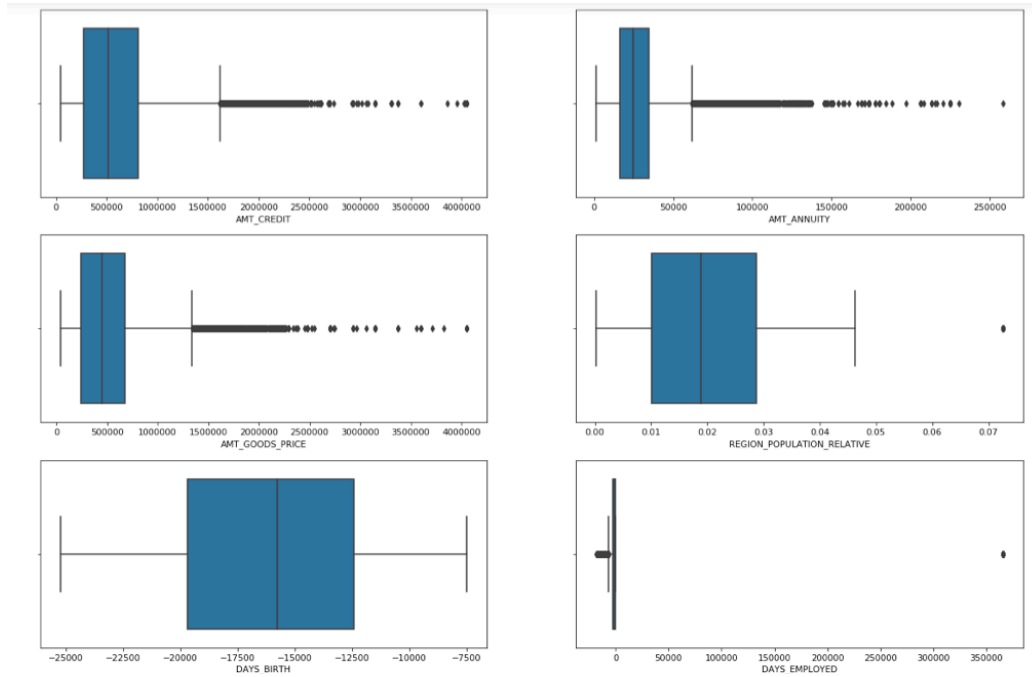 0 500000 1000000 1500000 2000000 2500000 3000000 3500000 4000000
AMT_CREDIT
0 50000 100000 150000 200000 250000
AMT_ANNUITY
0 500000 1000000 1500000 2000000 2500000 3000000 3500000 4000000
AMT_GOODS_PRICE
0.00 0.01 0.02 0.03 0.04 0.05 0.06 0.07
REGION_POPULATION_RELATIVE
−25000 −22500 −20000 −17500 −15000 −12500 −10000 −7500
DAYS_BIRTH
0 50000 100000 150000 200000 250000 300000 350000
DAYS_EMPLOYED